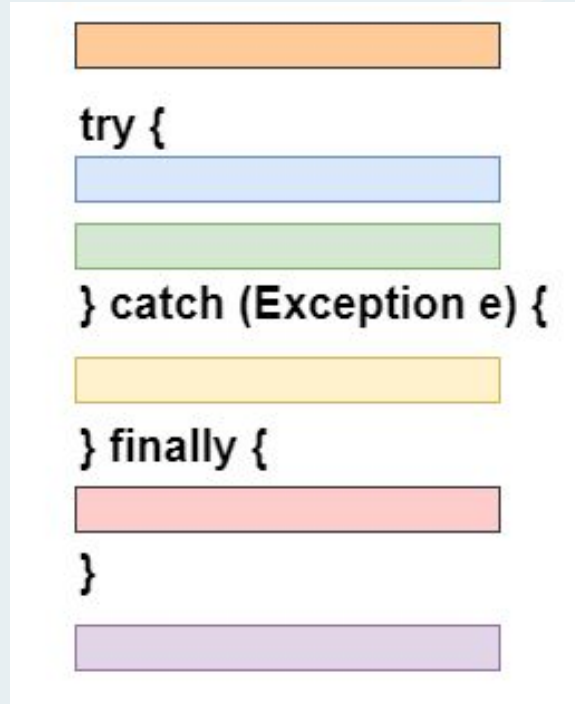 try {
} catch (Exception e) {
} finally {
}